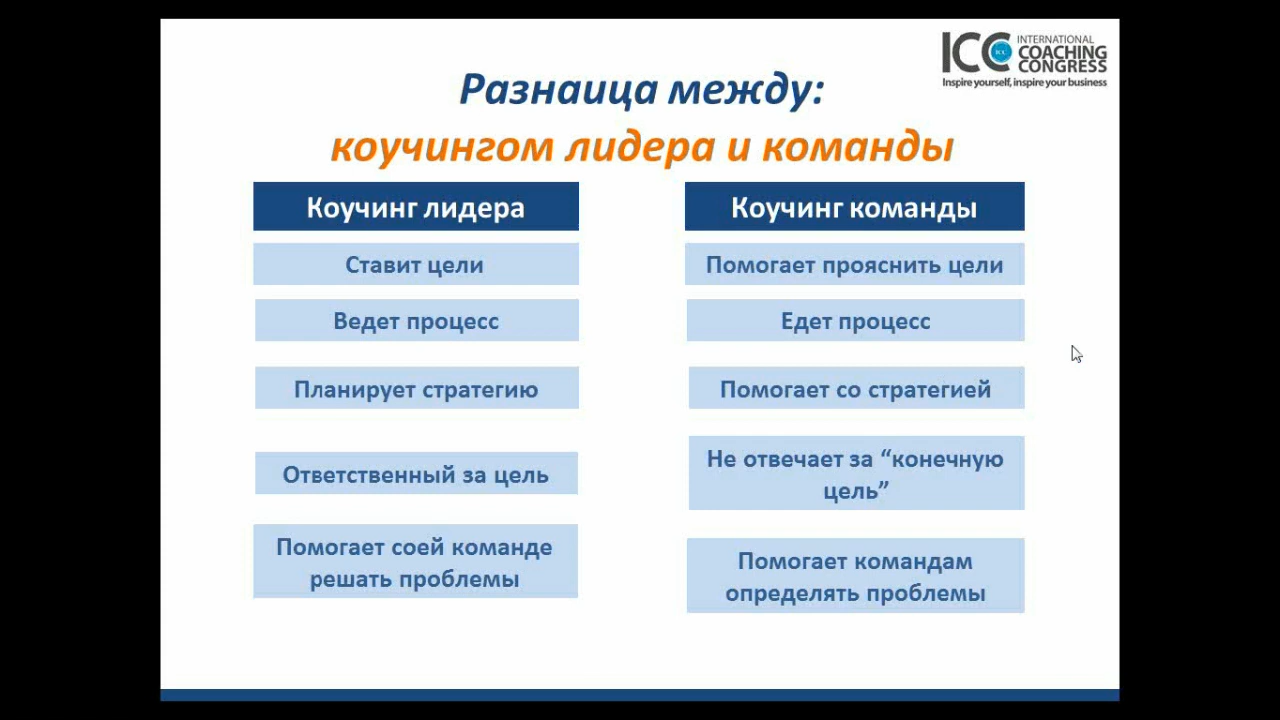 ICC INTERNATIONAL
COACHING
CONGRESS
Inspire yourself, inspire your business
Разнаица между:
коучингом лидера и команды
Коучинг лидера
Ставит цели
Ведет процесс
Планирует стратегию
Ответственный за цель
Помогает соей команде
решать проблемы
Коучинг команды
Помогает прояснить цели
Едет процесс
Помогает со стратегией
Не отвечает за “конечную
цель”
Помогает командам
определять проблемы